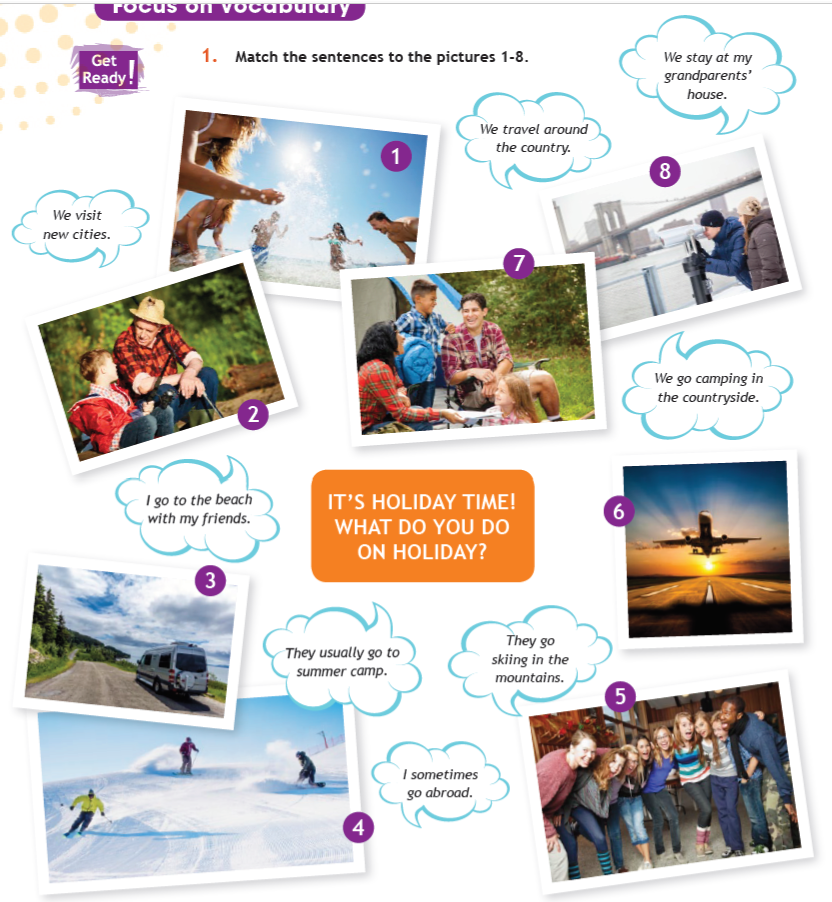 Focus on Vocabulary
Get
Ready!
1. Match the sentences to the pictures 1-8.
We stay at my
grandparents'
house.
We travel around
the country.
1
8
We visit
new cities.
7
2
We go camping in
the countryside.
I go to the beach
with my friends.
IT'S HOLIDAY TIME!
WHAT DO YOU DO
ON HOLIDAY?
6
3
They usually go to
summer camp.
They go
skiing in the
mountains.
5
I sometimes
go abroad.
4